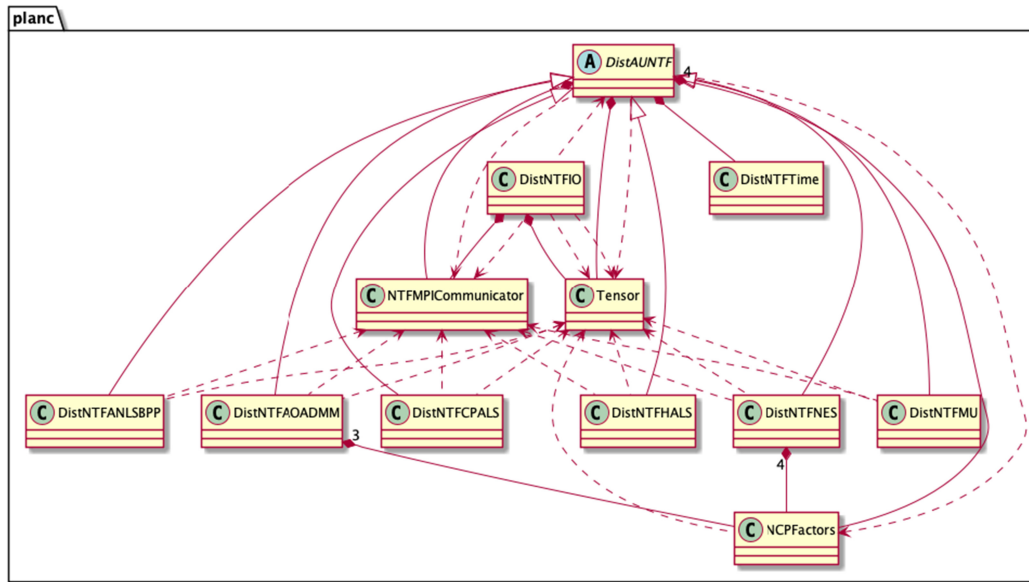 planc
A DistAUNTF
4
C DistNTFIO
C DistNTFTime
C NTFMPICommunicator
C Tensor
C DistNTFANLSBPP
C DistNTFAOADMM
C DistNTFCPALS
C DistNTFHALS
C DistNTFNES
C DistNTFMU
3
4
C NCPFactors